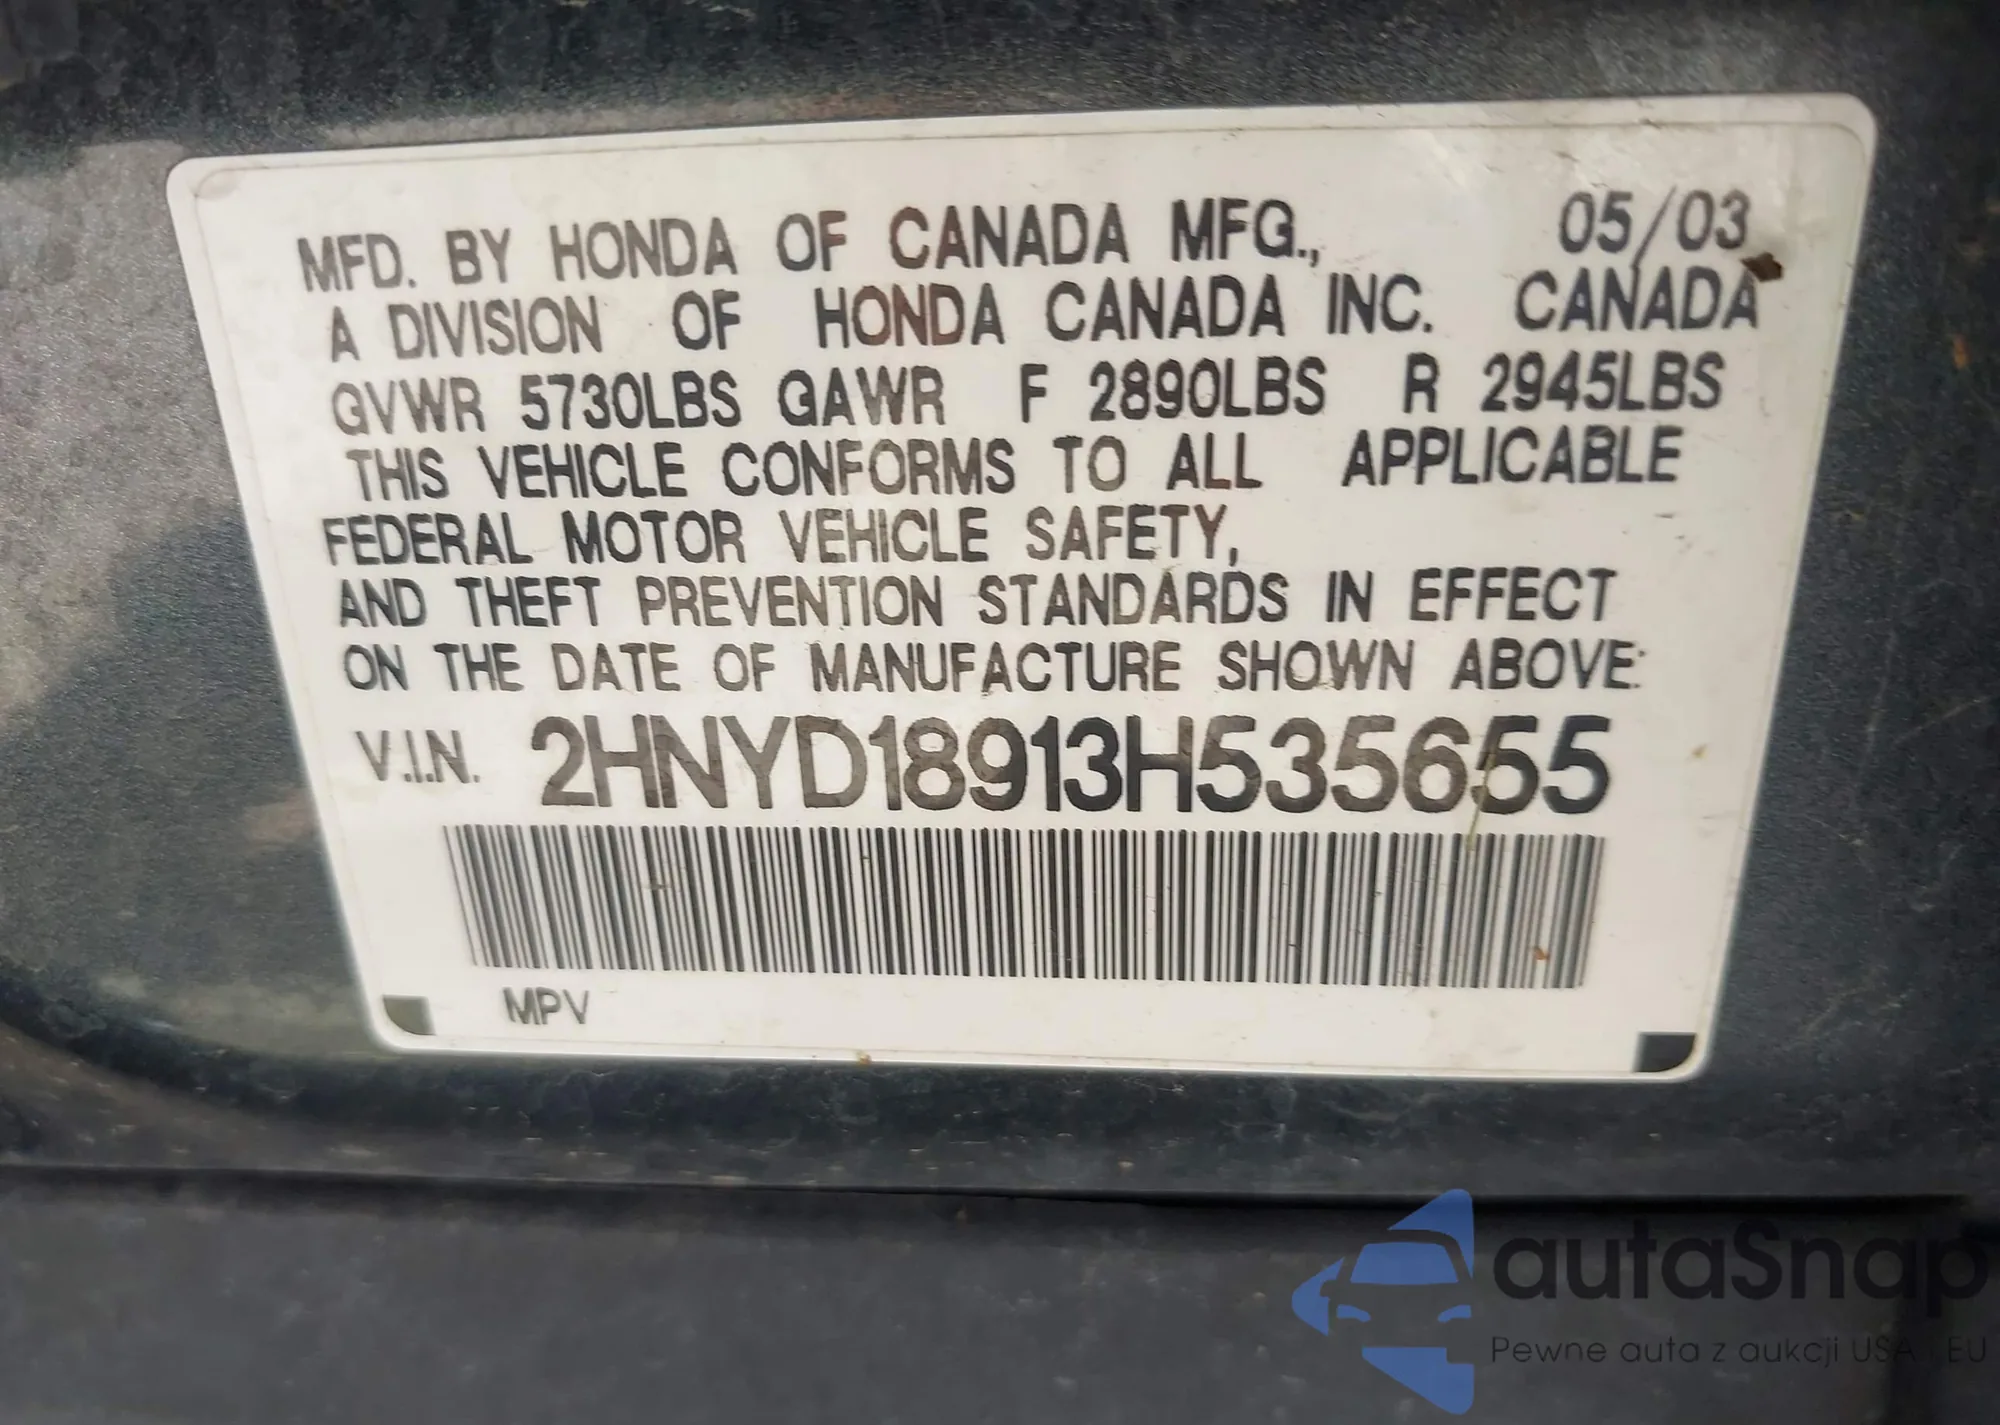 MFD. BY HONDA OF CANADA MFG., 05/03
A DIVISION OF HONDA CANADA INC. CANADA
GVWR 5730LBS GAWR F 2890LBS R 2945LBS
THIS VEHICLE CONFORMS TO ALL APPLICABLE
FEDERAL MOTOR VEHICLE SAFETY,
AND THEFT PREVENTION STANDARDS IN EFFECT
ON THE DATE OF MANUFACTURE SHOWN ABOVE:
V.I.N. 2HNYD18913H535655
MPV
autaSnap
Pewne auta z aukcji USA i EU